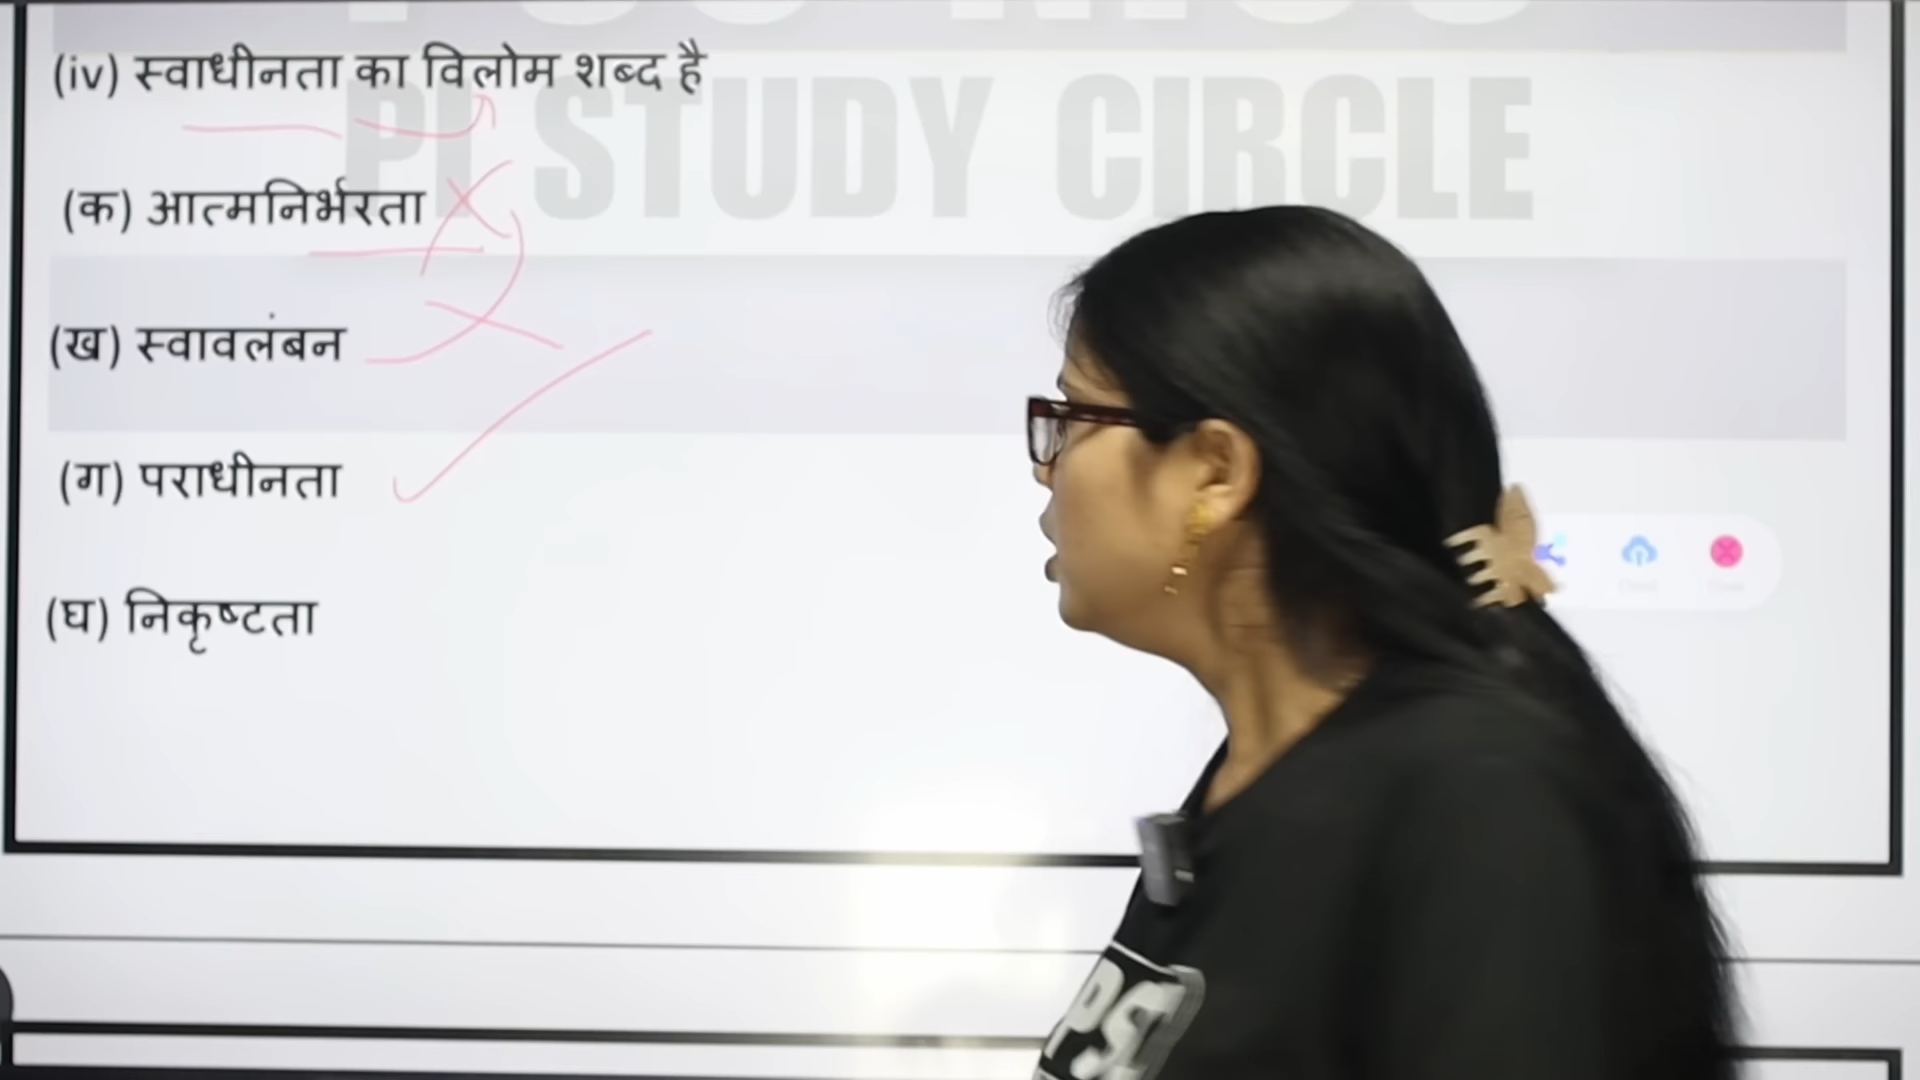 (iv) स्वाधीनता का विलोम शब्द है
PI STUDY CIRCLE
(क) आत्मनिर्भरता
(ख) स्वावलंबन
(ग) पराधीनता
(घ) निकृष्टता